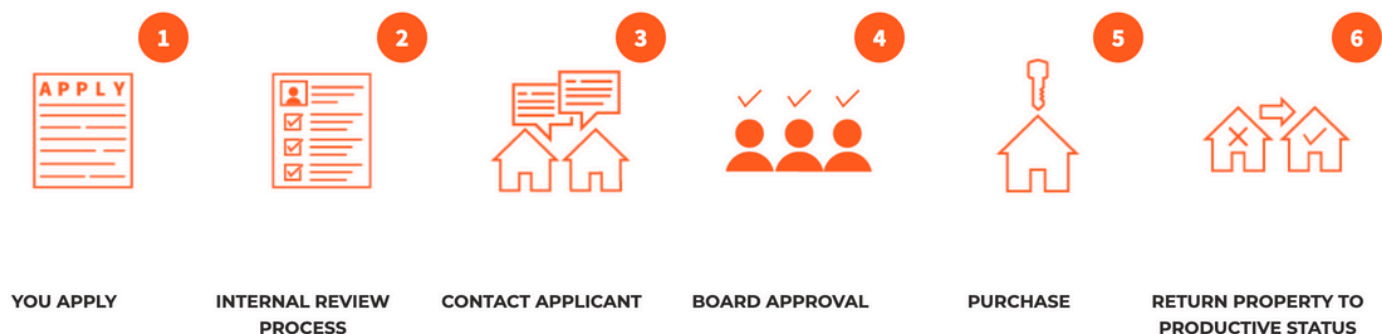 1
2
3
4
5
6
APPLY
YOU APPLY
INTERNAL REVIEW
PROCESS
CONTACT APPLICANT
BOARD APPROVAL
PURCHASE
RETURN PROPERTY TO
PRODUCTIVE STATUS